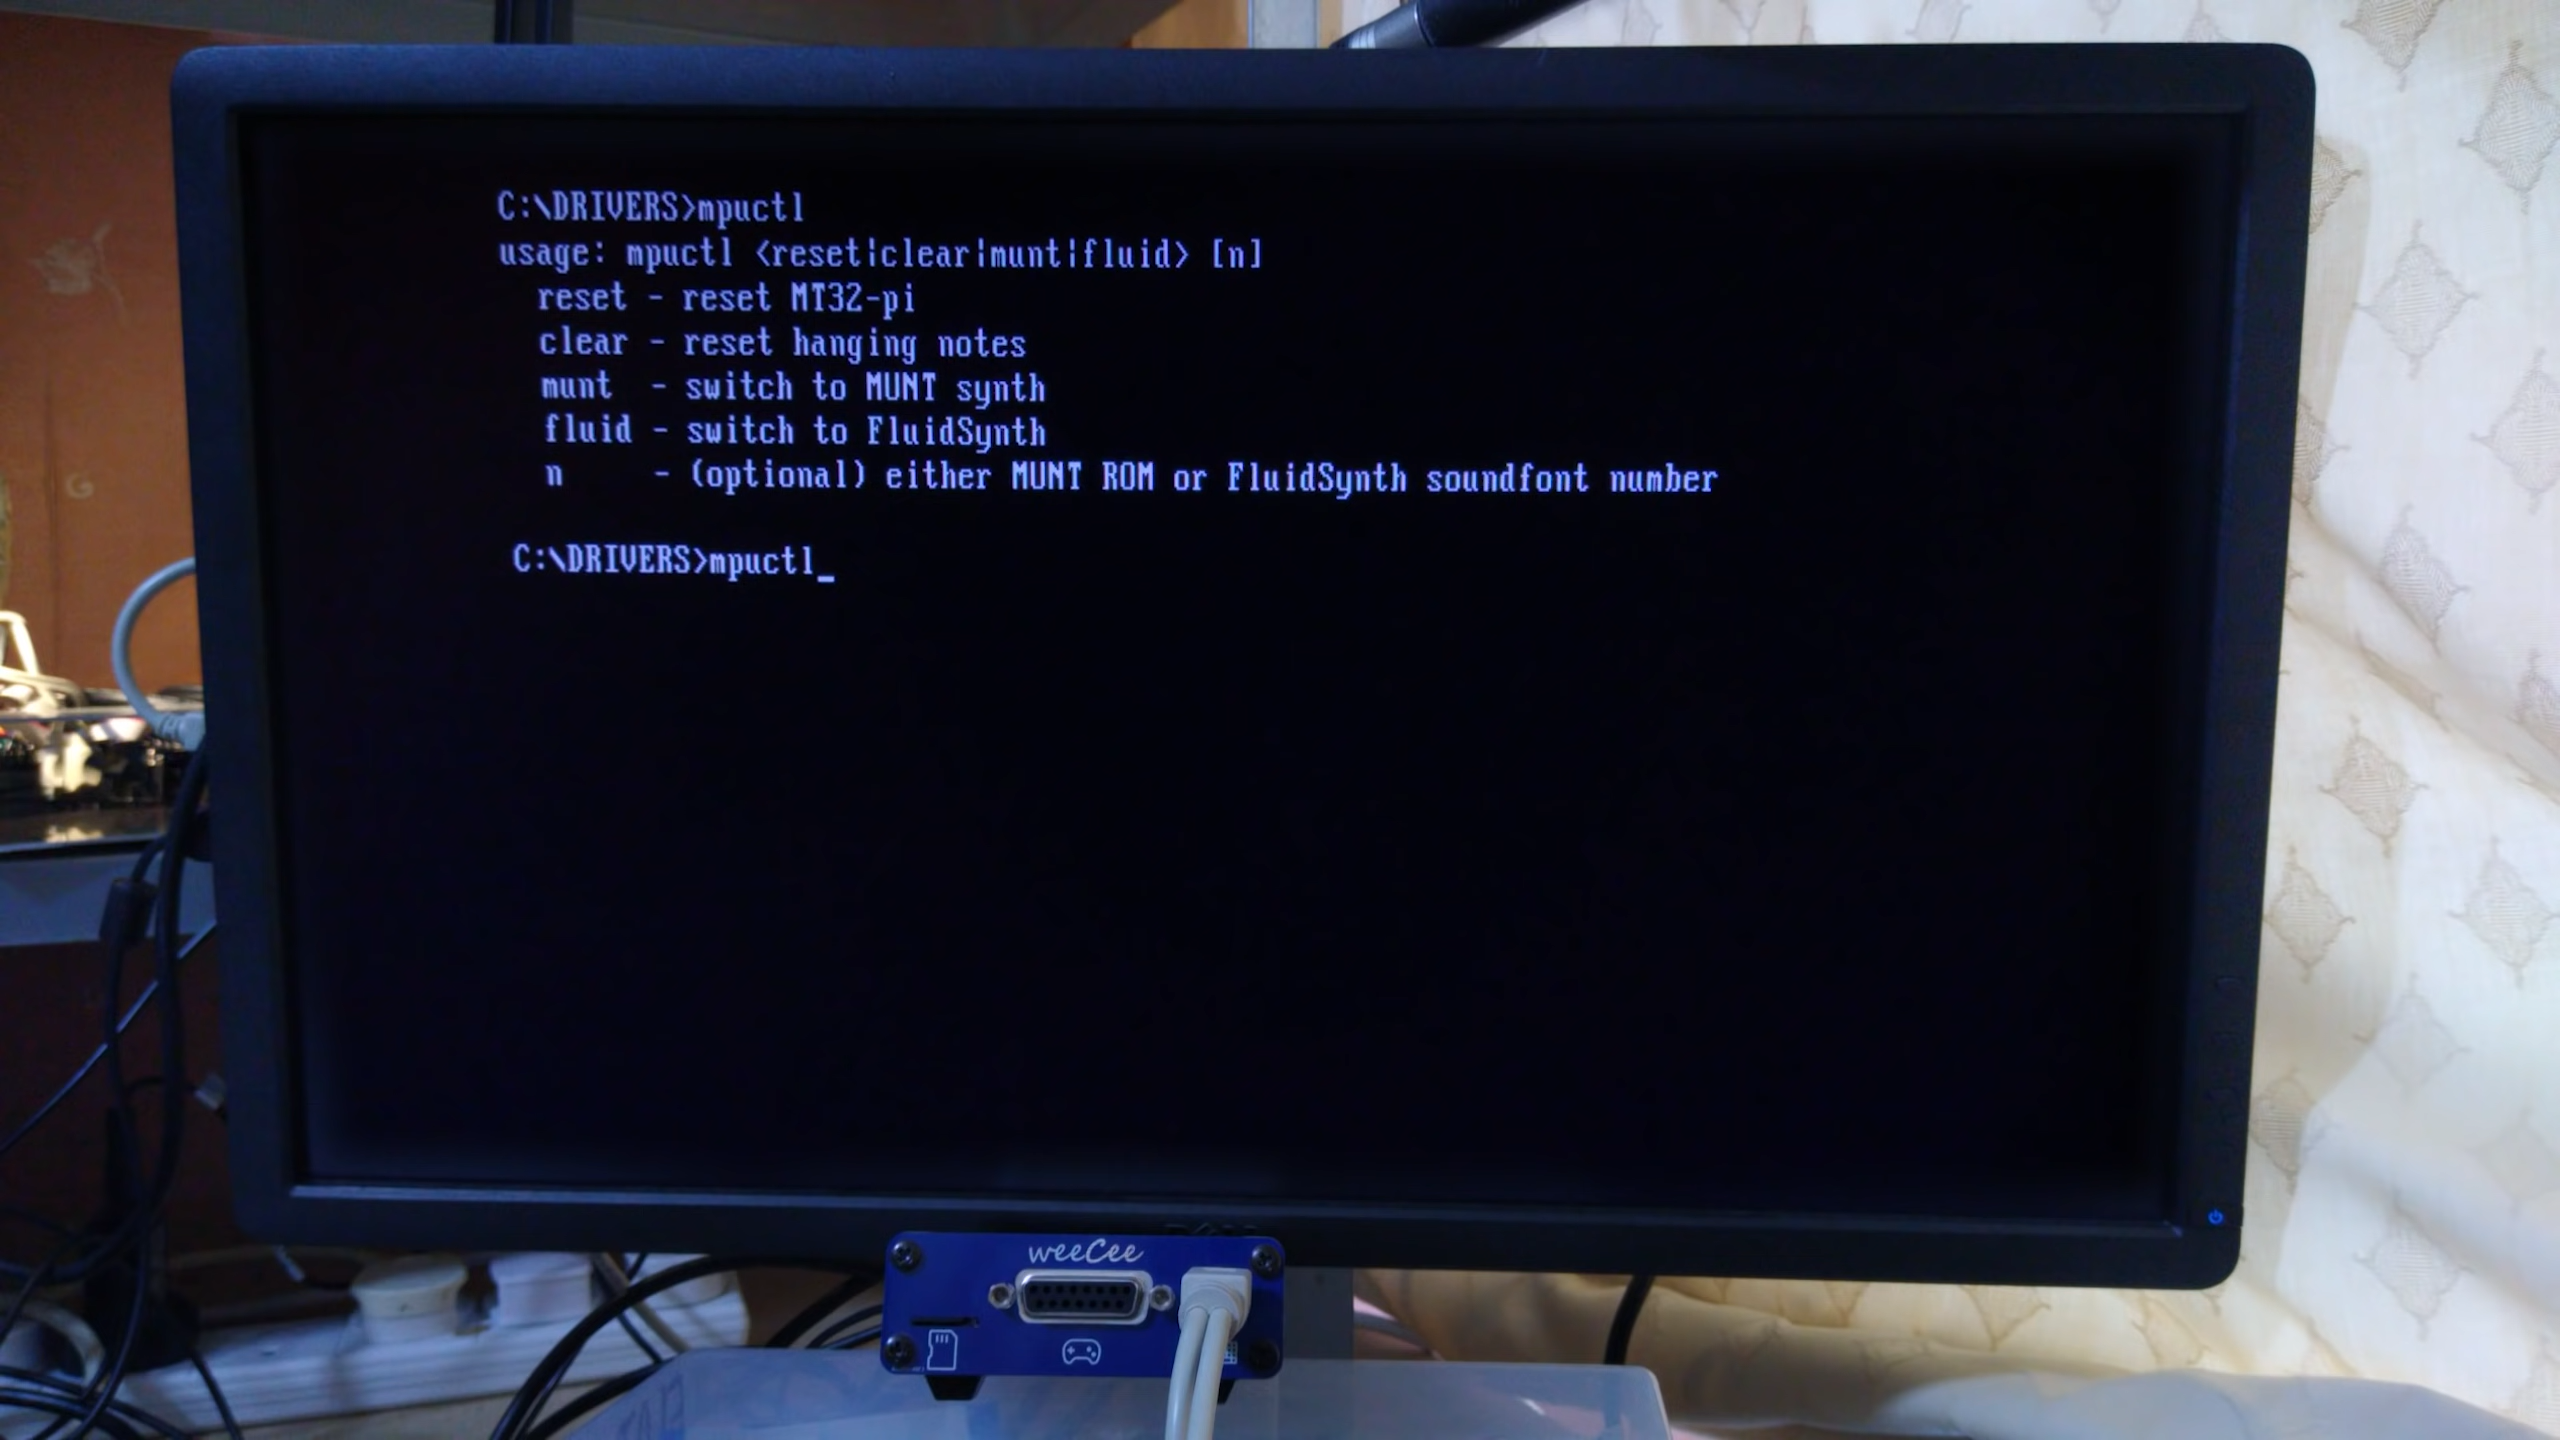 C:\DRIVERS>mpuctl
usage: mpuctl <reset|clear|munt|fluid> [n]
  reset - reset MT32-pi
  clear - reset hanging notes
  munt  - switch to MUNT synth
  fluid - switch to FluidSynth
  n     - (optional) either MUNT ROM or FluidSynth soundfont number
C:\DRIVERS>mpuctl_
weeCee